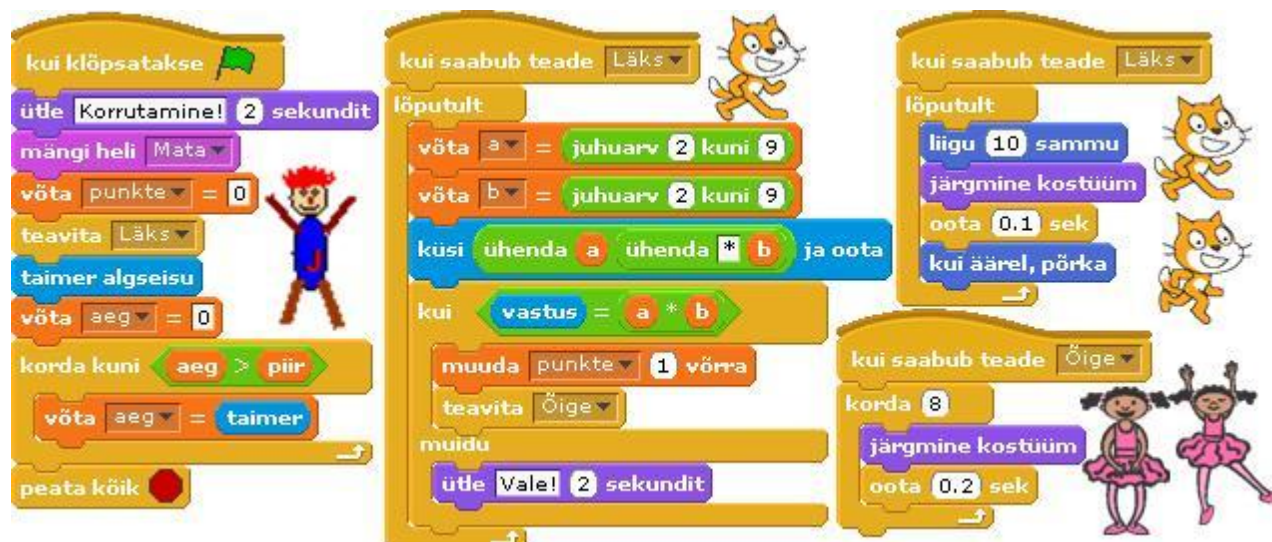 kui klõpsatakse
ütle Korrutamine! 2 sekundit
mängi heli Mata
võta punkte = 0
teavita Läks
taimer algseisu
võta aeg = 0
korda kuni aeg > piir
võta aeg = taimer
peata kõik
J
kui saabub teade Läks
lõputult
võta a = juhuarv 2 kuni 9
võta b = juhuarv 2 kuni 9
küsi ühenda a ühenda * b ja oota
kui vastus = a * b
muuda punkte 1 võrra
teavita Õige
muidu
ütle Vale! 2 sekundit
kui saabub teade Läks
lõputult
liigu 10 sammu
järgmine kostüüm
oota 0.1 sek
kui äärel, põrka
kui saabub teade Õige
korda 8
järgmine kostüüm
oota 0.2 sek